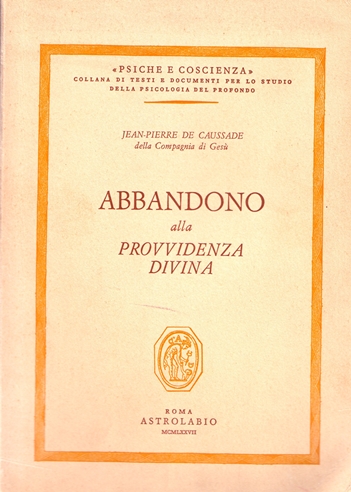 « PSICHE E COSCIENZA »
COLLANA DI TESTI E DOCUMENTI PER LO STUDIO
DELLA PSICOLOGIA DEL PROFONDO
JEAN-PIERRE DE CAUSSADE
della Compagnia di Gesù
ABBANDONO
alla
PROVVIDENZA
DIVINA
ROMA
ASTROLABIO
MCMLXXVII